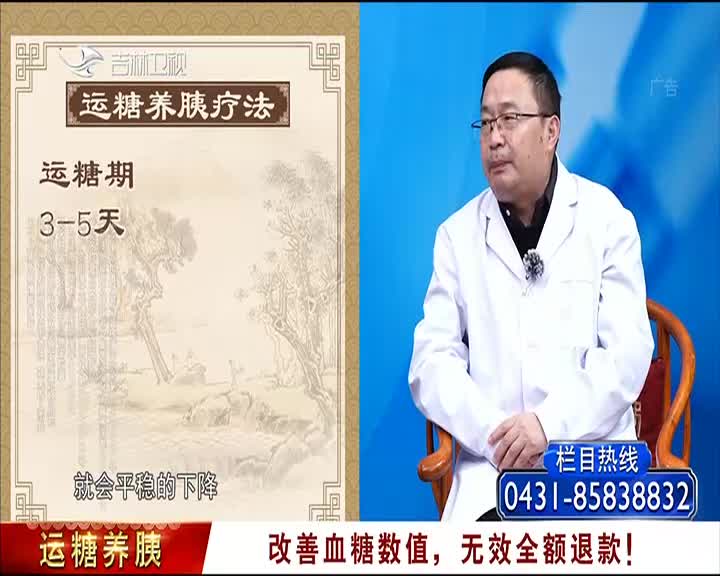 吉林卫视
广告
运糖养胰疗法
运糖期
3-5天
就会平稳的下降
栏目热线
0431-85838832
运糖养胰
改善血糖数值，无效全额退款！